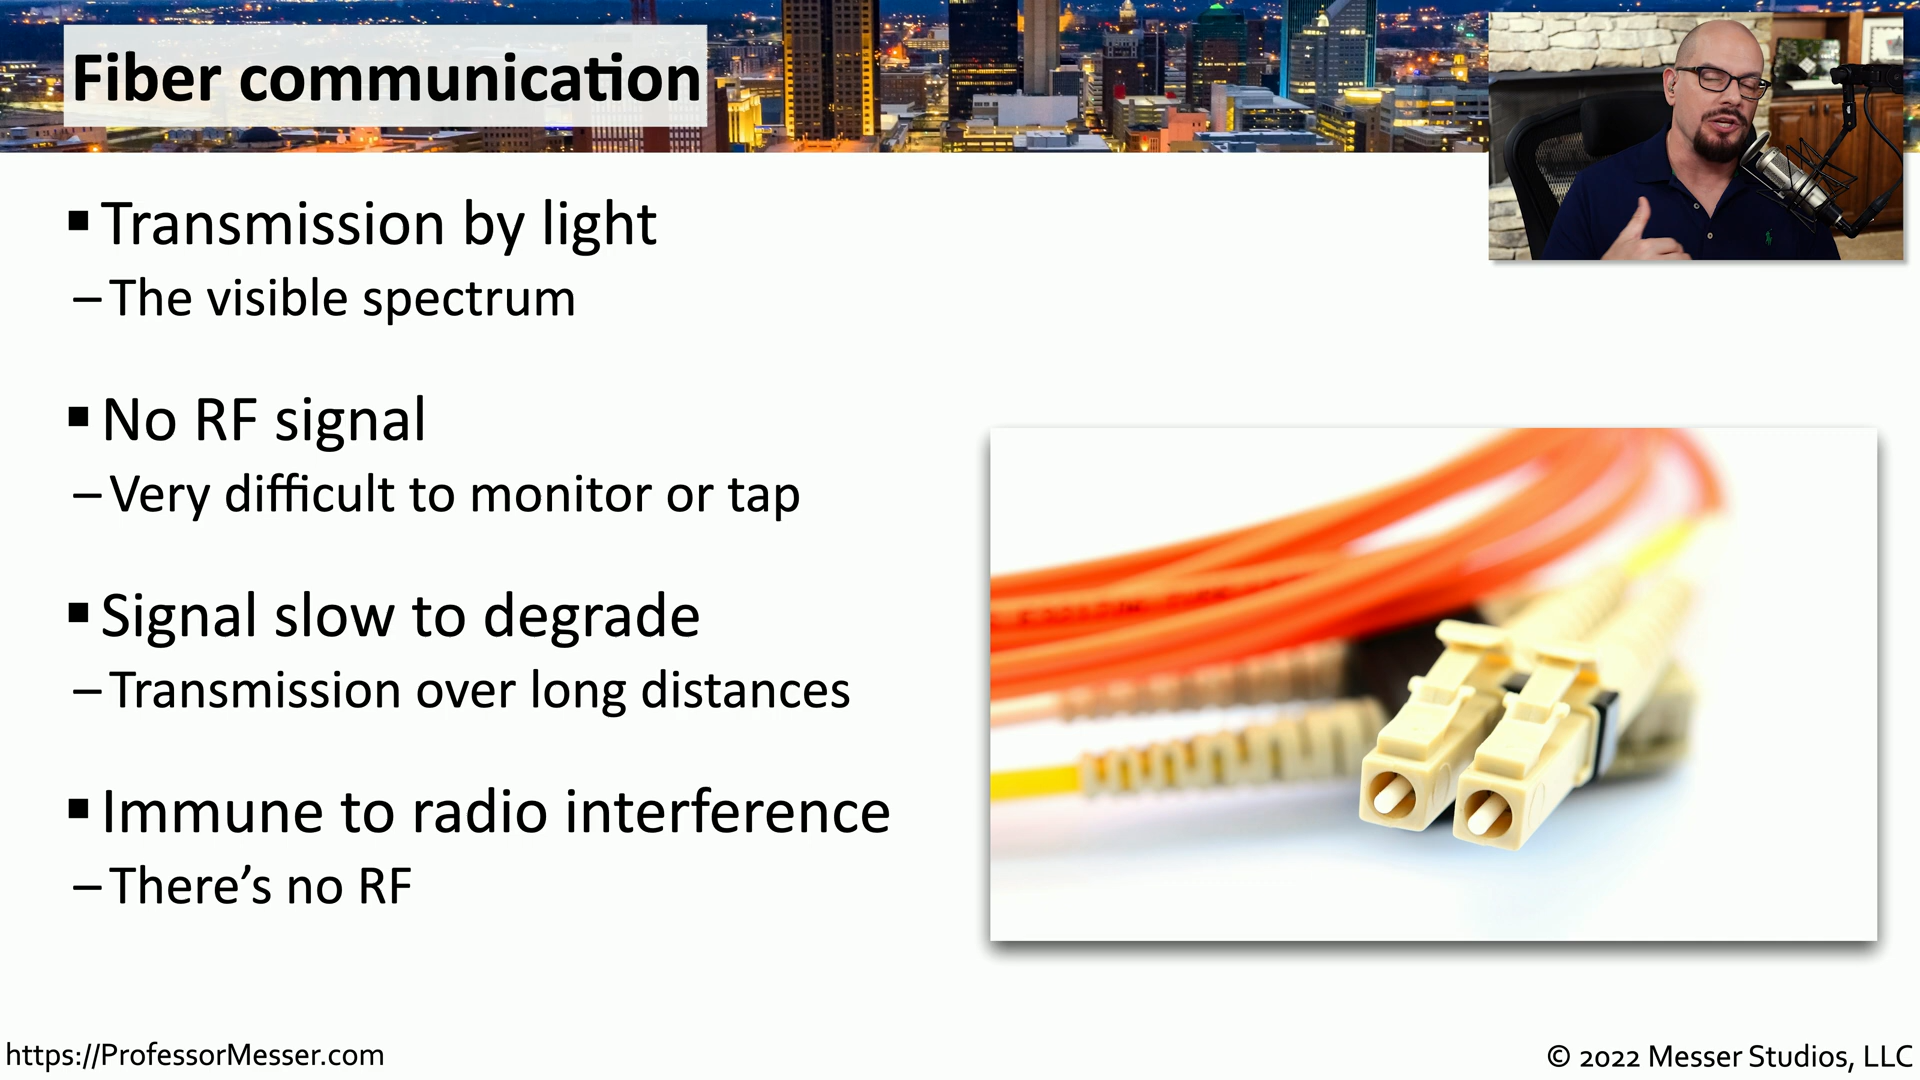 Fiber communication
▪ Transmission by light
– The visible spectrum
▪ No RF signal
– Very difficult to monitor or tap
▪ Signal slow to degrade
– Transmission over long distances
▪ Immune to radio interference
– There’s no RF
https://ProfessorMesser.com
© 2022 Messer Studios, LLC